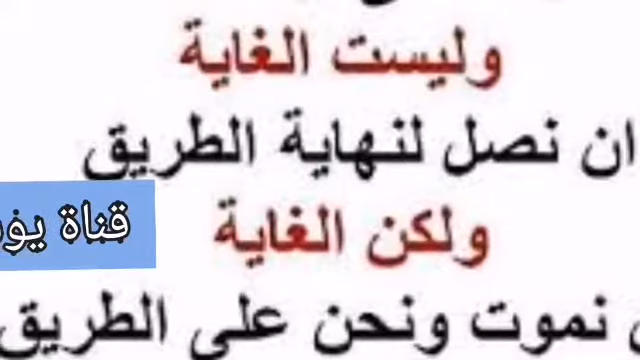 وليست الغاية
ان نصل لنهاية الطريق
ولكن الغاية
قناة
نموت ونحن على الطريق